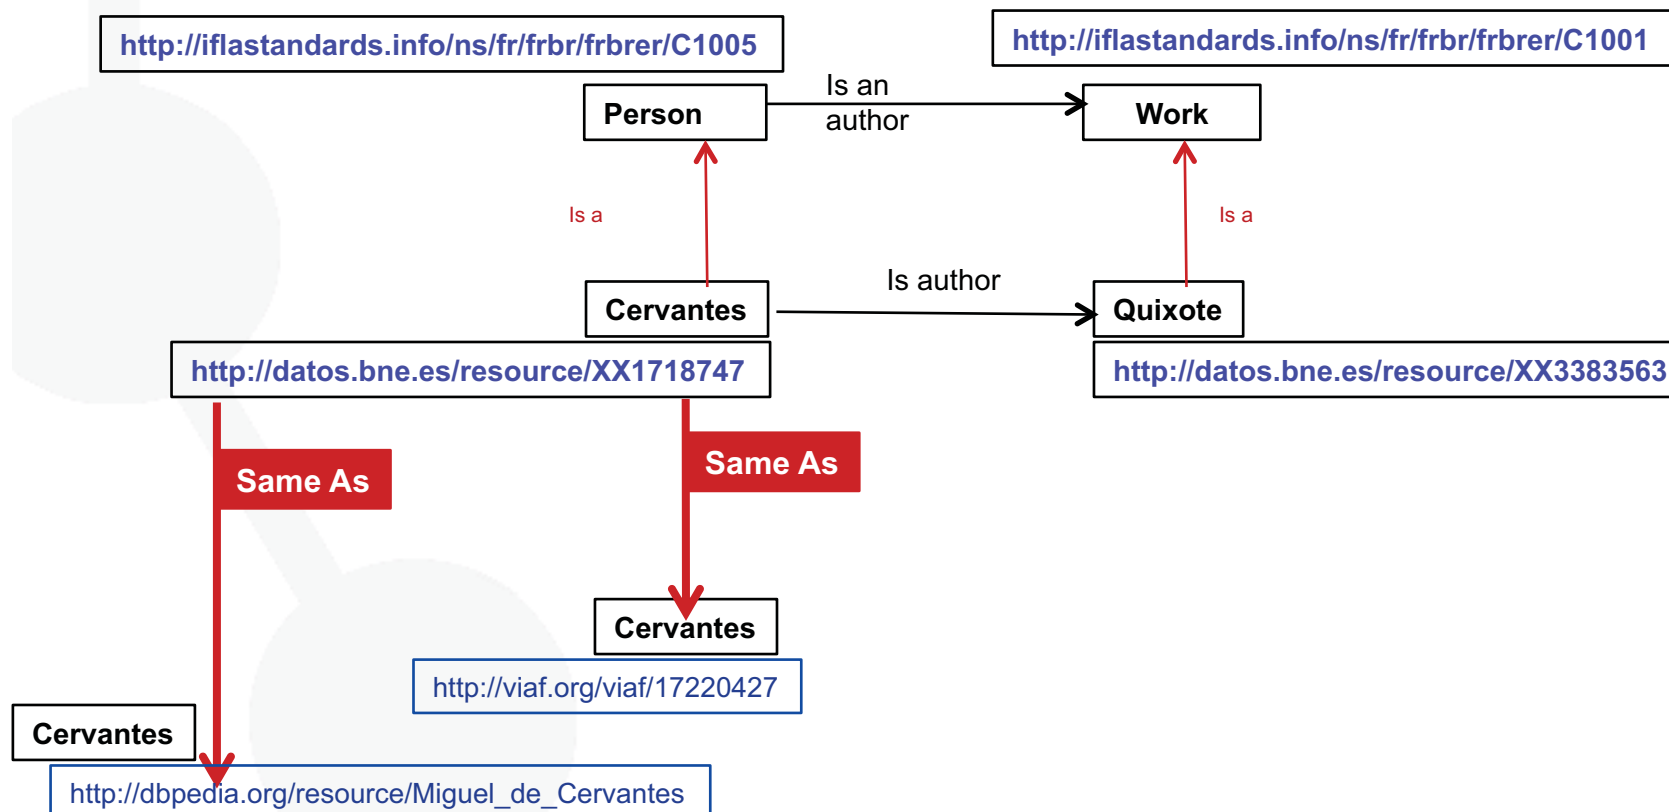 http://iflastandards.info/ns/fr/frbr/frbrer/C1005
http://iflastandards.info/ns/fr/frbr/frbrer/C1001
Person
Is an
author
Work
Is a
Is a
Cervantes
Is author
Quixote
http://datos.bne.es/resource/XX1718747
http://datos.bne.es/resource/XX3383563
Same As
Same As
Cervantes
http://viaf.org/viaf/17220427
Cervantes
http://dbpedia.org/resource/Miguel_de_Cervantes